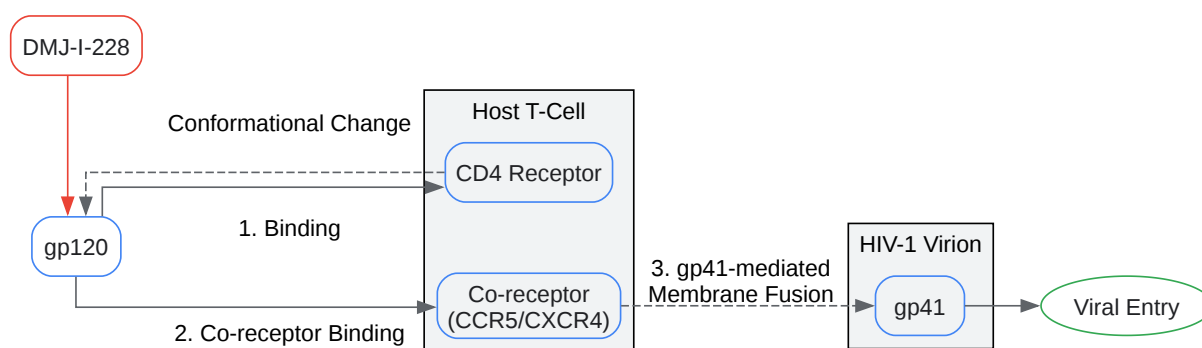 DMJ-I-228
Conformational Change
Host T-Cell
CD4 Receptor
1. Binding
gp120
HIV-1 Virion
3. gp41-mediated
Membrane Fusion
Co-receptor
(CCR5/CXCR4)
gp41
Viral Entry
2. Co-receptor Binding